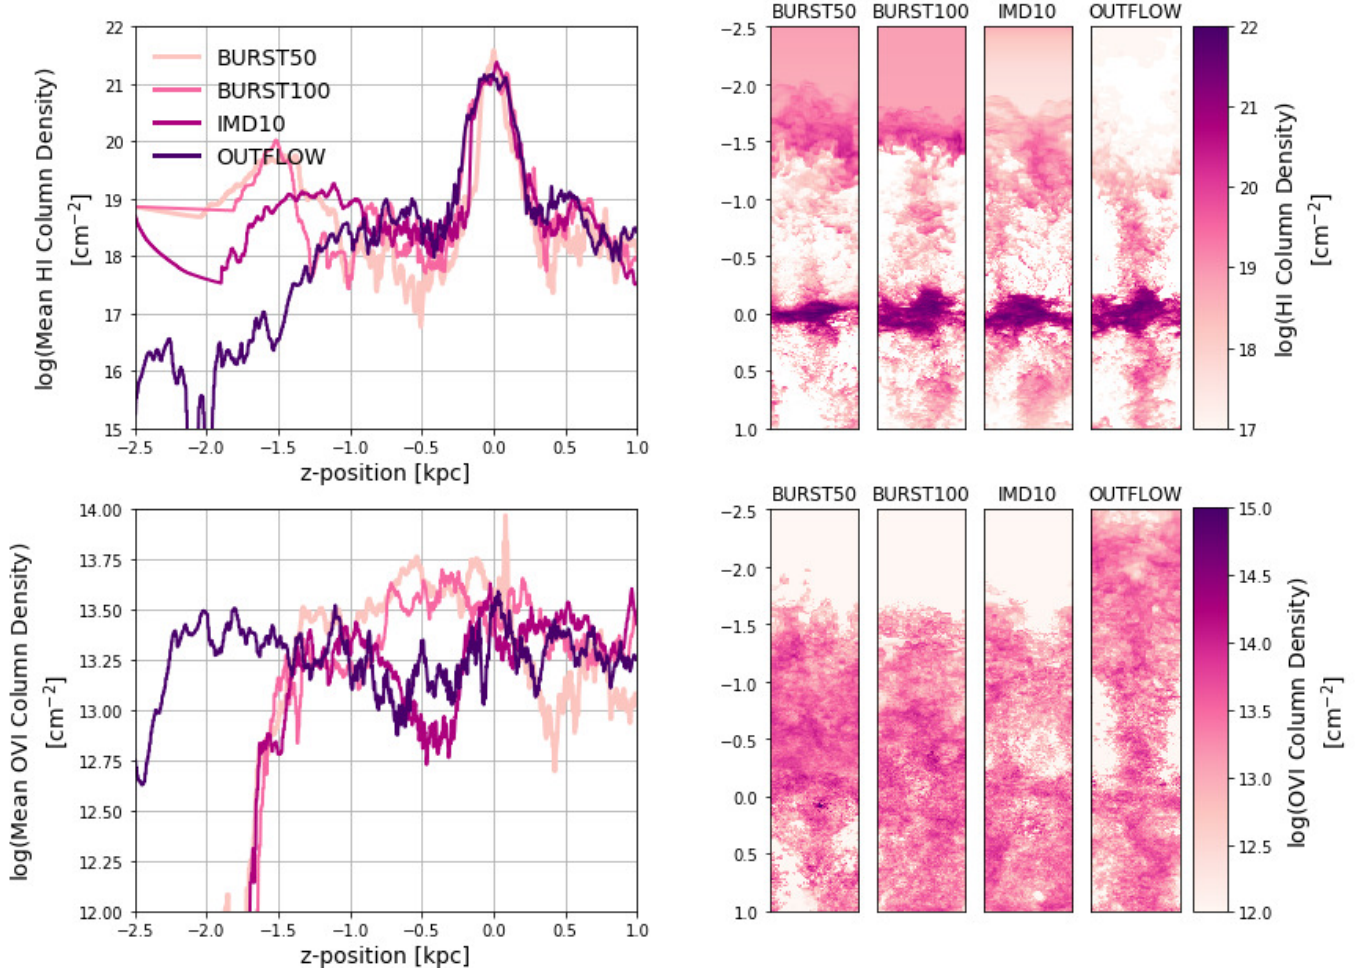 22
21
20
19
18
17
16
15
log(Mean HI Column Density)
[cm−2]
BURST50
BURST100
IMD10
OUTFLOW
−2.5 −2.0 −1.5 −1.0 −0.5 0.0 0.5 1.0
z-position [kpc]
BURST50 BURST100 IMD10 OUTFLOW
−2.5
−2.0
−1.5
−1.0
−0.5
0.0
0.5
1.0
22
21
20
19
18
17
log(HI Column Density)
[cm−2]
14.00
13.75
13.50
13.25
13.00
12.75
12.50
12.25
12.00
log(Mean OVI Column Density)
[cm−2]
−2.5 −2.0 −1.5 −1.0 −0.5 0.0 0.5 1.0
z-position [kpc]
BURST50 BURST100 IMD10 OUTFLOW
−2.5
−2.0
−1.5
−1.0
−0.5
0.0
0.5
1.0
15.0
14.5
14.0
13.5
13.0
12.5
12.0
log(OVI Column Density)
[cm−2]